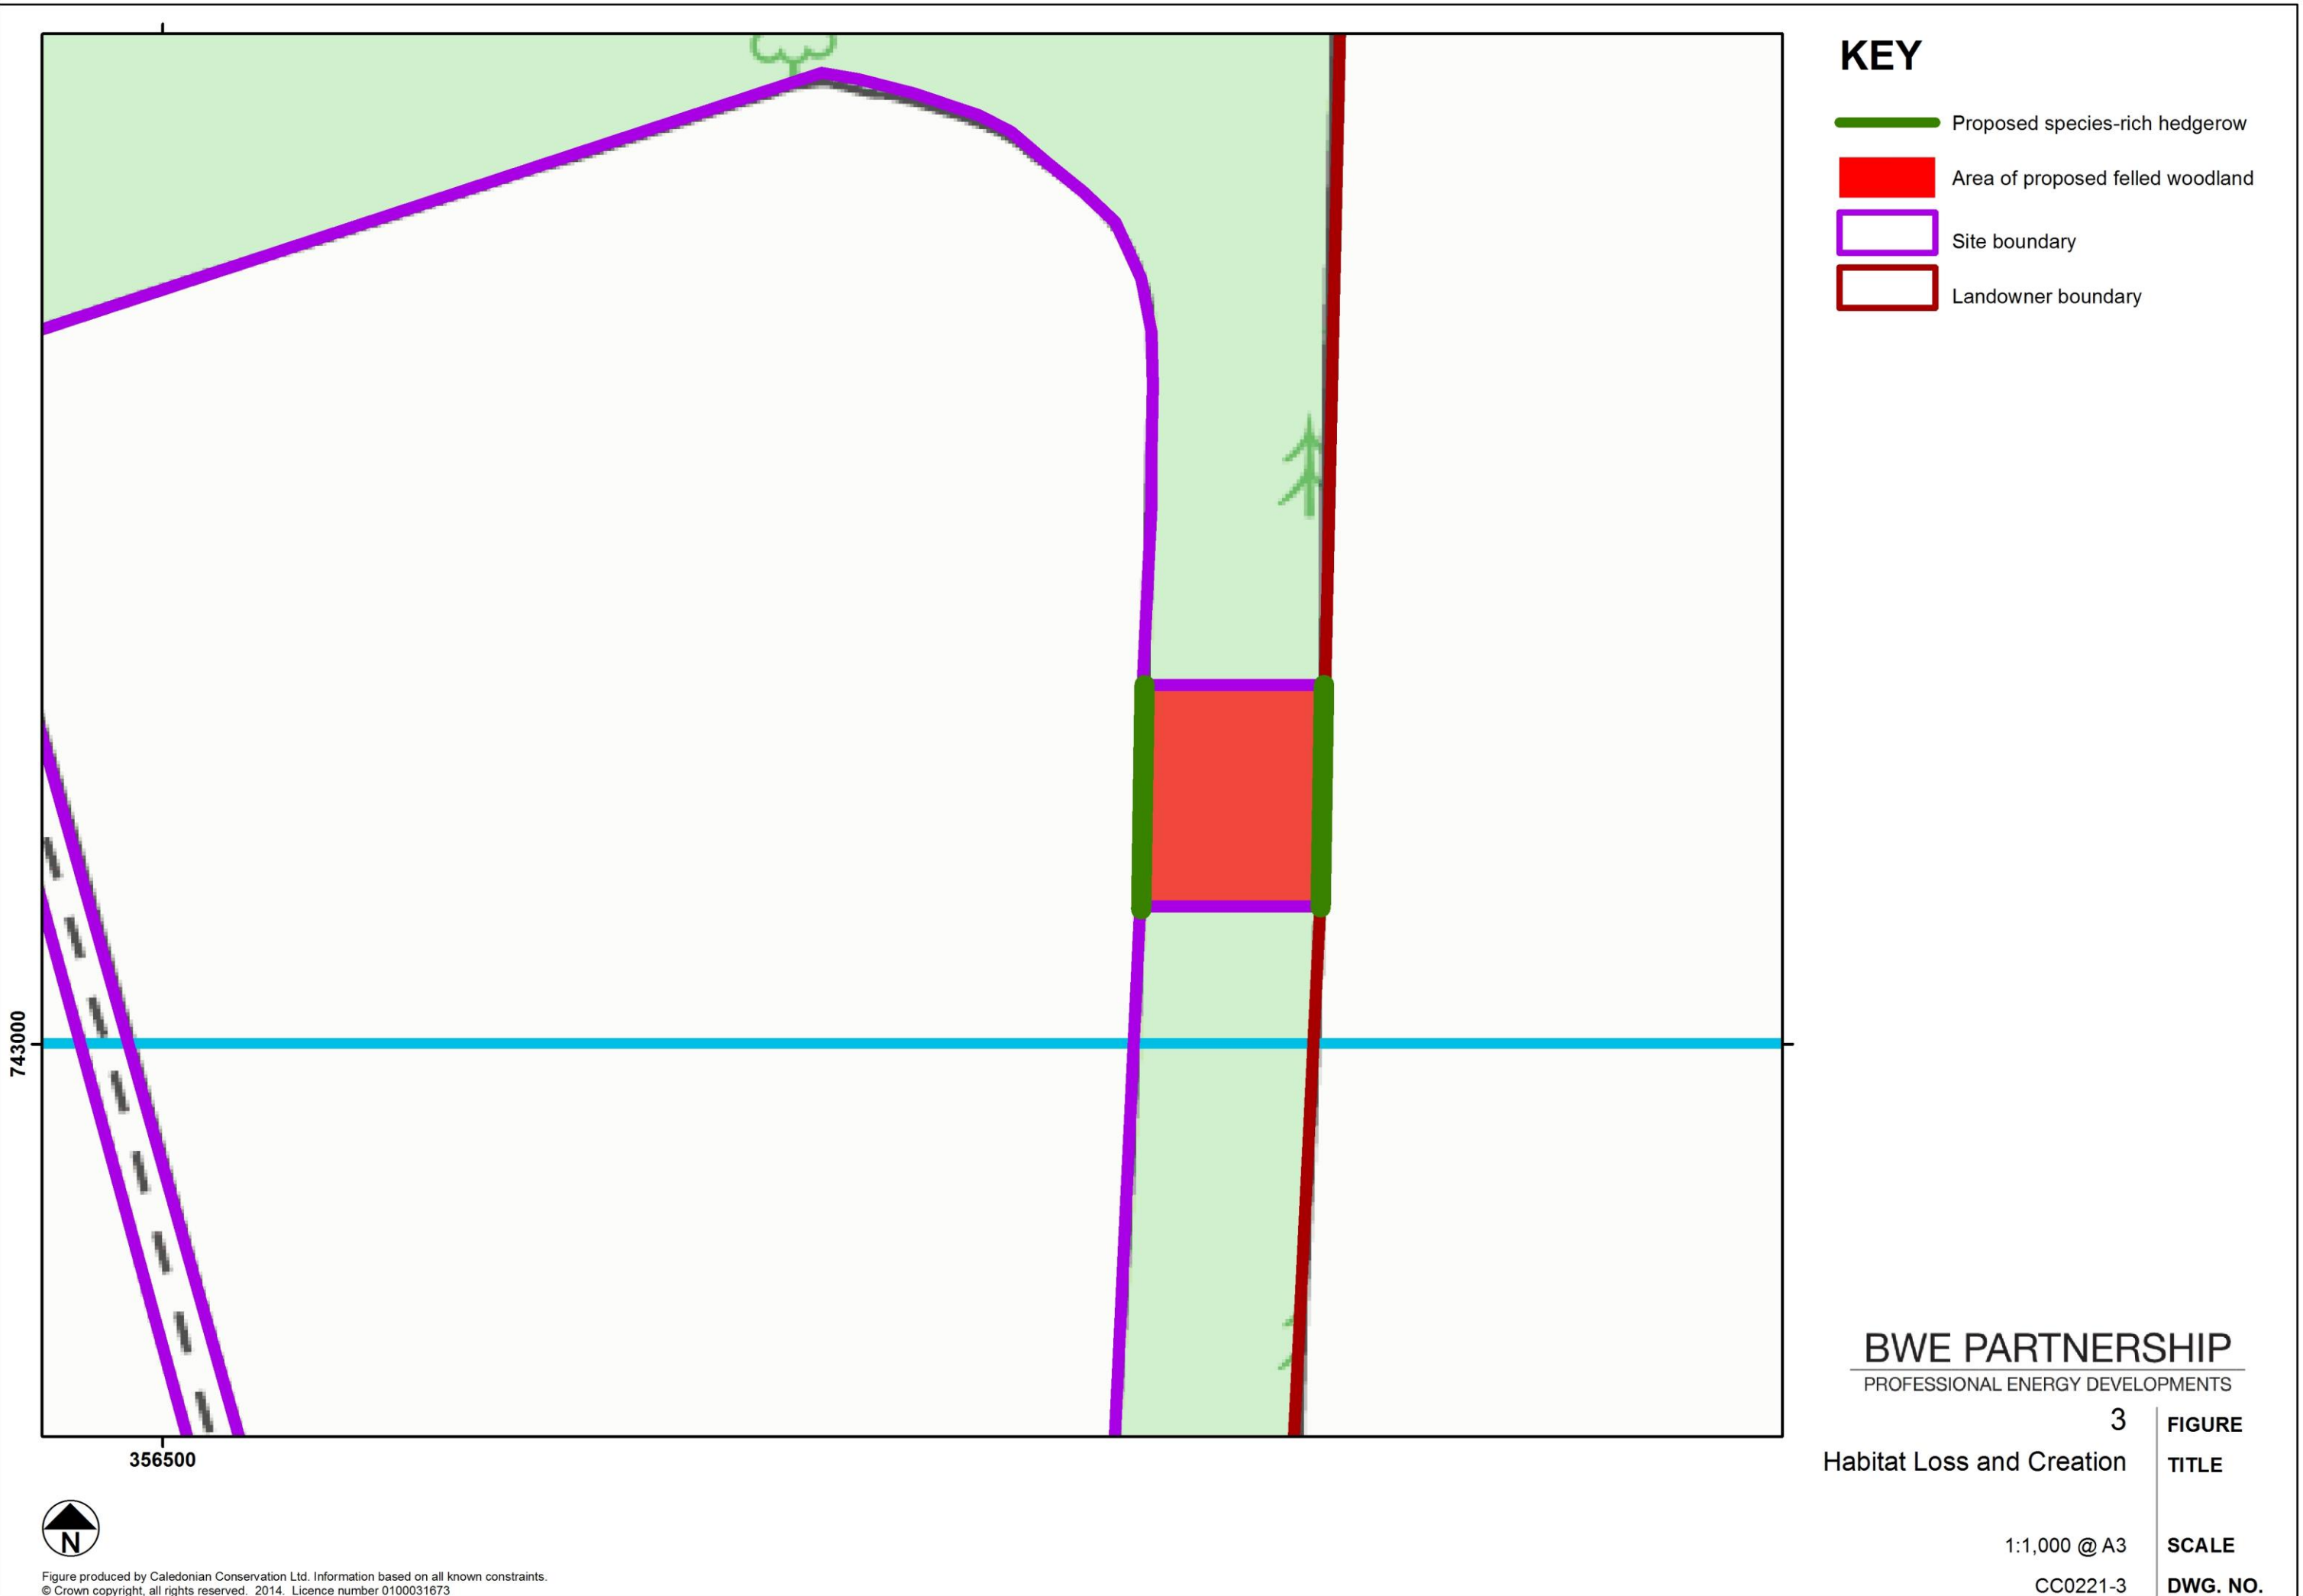 KEY
Proposed species-rich hedgerow
Area of proposed felled woodland
Site boundary
Landowner boundary
743000
356500
N
BWE PARTNERSHIP
PROFESSIONAL ENERGY DEVELOPMENTS
3 FIGURE
Habitat Loss and Creation TITLE
1:1,000 @ A3 SCALE
CC0221-3 DWG. NO.
Figure produced by Caledonian Conservation Ltd. Information based on all known constraints.
© Crown copyright, all rights reserved. 2014. Licence number 0100031673